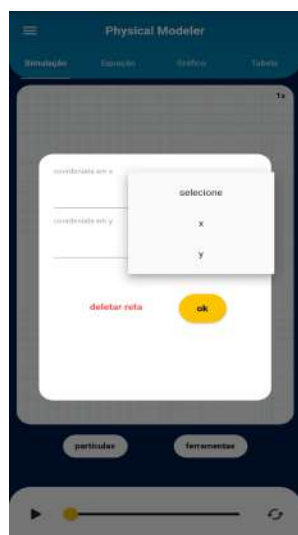 Physical Modeler
Simulação Equação Gráfico Tabela
1x
coordenada em x
selecione
coordenada em y
x
y
deletar reta
ok
partículas
ferramentas